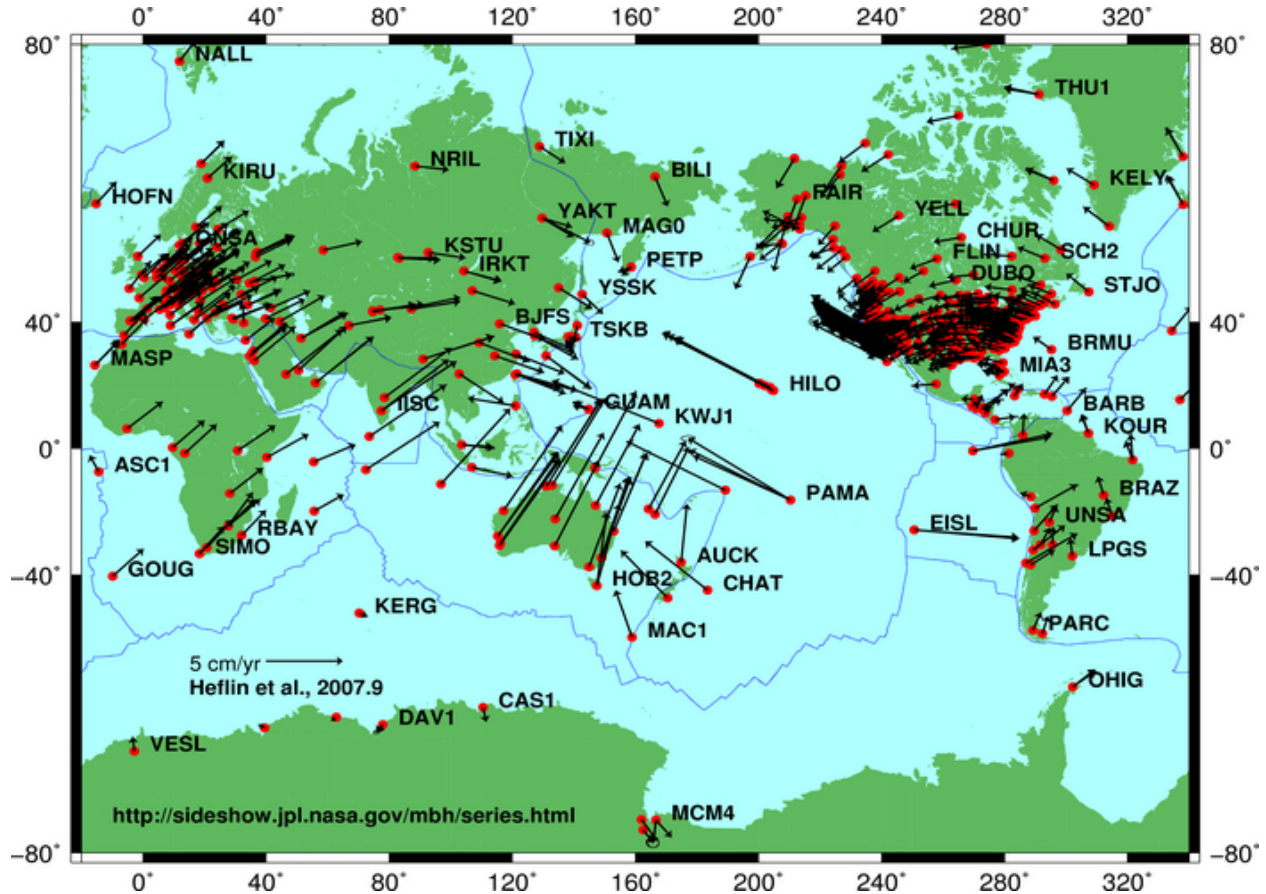 0 40 80 120 160 200 240 280 320
80° 80°
NALL
THU1
TIXI
NRIL
BILI
KIRU
FAIR
KELY
HOFN
YAKT
YELL
MAG0
ONSA
CHUR
KSTU
FLIN
SCH2
PETP
IRKT
DUBO
YSSK
STJO
BJFS
40° 40°
TSKB
MASP
BRMU
MIA3
HILO
IISC
GUAM
BARB
KWJ1
KOUR
0° 0°
ASC1
BRAZ
PAMA
UNSA
EISL
RBAY
SIMO
LPGS
AUCK
GOUG
HOB2
CHAT
−40° −40°
KERG
MAC1
PARC
5 cm/yr
OHIG
Heflin et al., 2007.9
CAS1
DAV1
VESL
http://sideshow.jpl.nasa.gov/mbh/series.html
MCM4
−80° −80°
0° 40° 80° 120° 160° 200° 240° 280° 320°